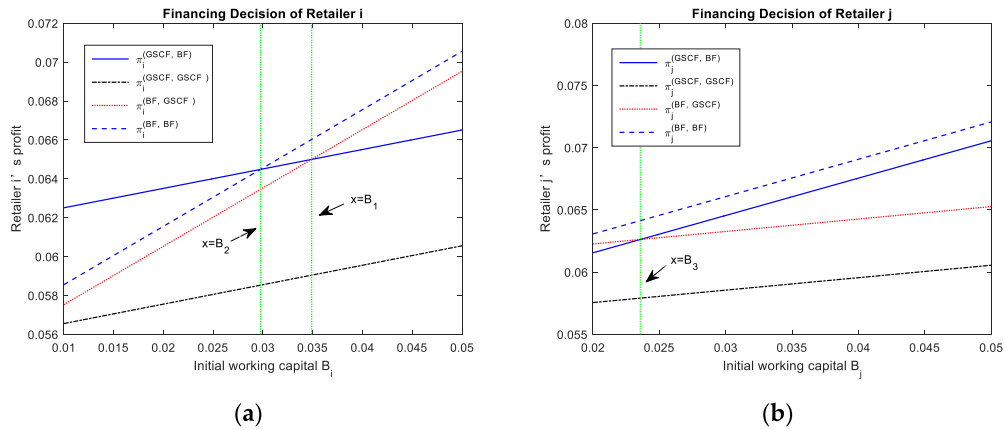 Financing Decision of Retailer i
0.072
0.07
0.068
0.066
0.064
0.062
0.06
0.058
0.056
Retailer i' s profit
π_i^(GSCF, BF)
π_i^(GSCF, GSCF )
π_i^(BF, GSCF )
π_i^(BF, BF)
x=B_1
x=B_2
0.01 0.015 0.02 0.025 0.03 0.035 0.04 0.045 0.05
Initial working capital B_i
(a)
Financing Decision of Retailer j
0.08
0.075
0.07
0.065
0.06
0.055
Retailer j' s profit
π_j^(GSCF, BF)
π_j^(GSCF, GSCF)
π_j^(BF, GSCF)
π_j^(BF, BF)
x=B_3
0.02 0.025 0.03 0.035 0.04 0.045 0.05
Initial working capital B_j
(b)